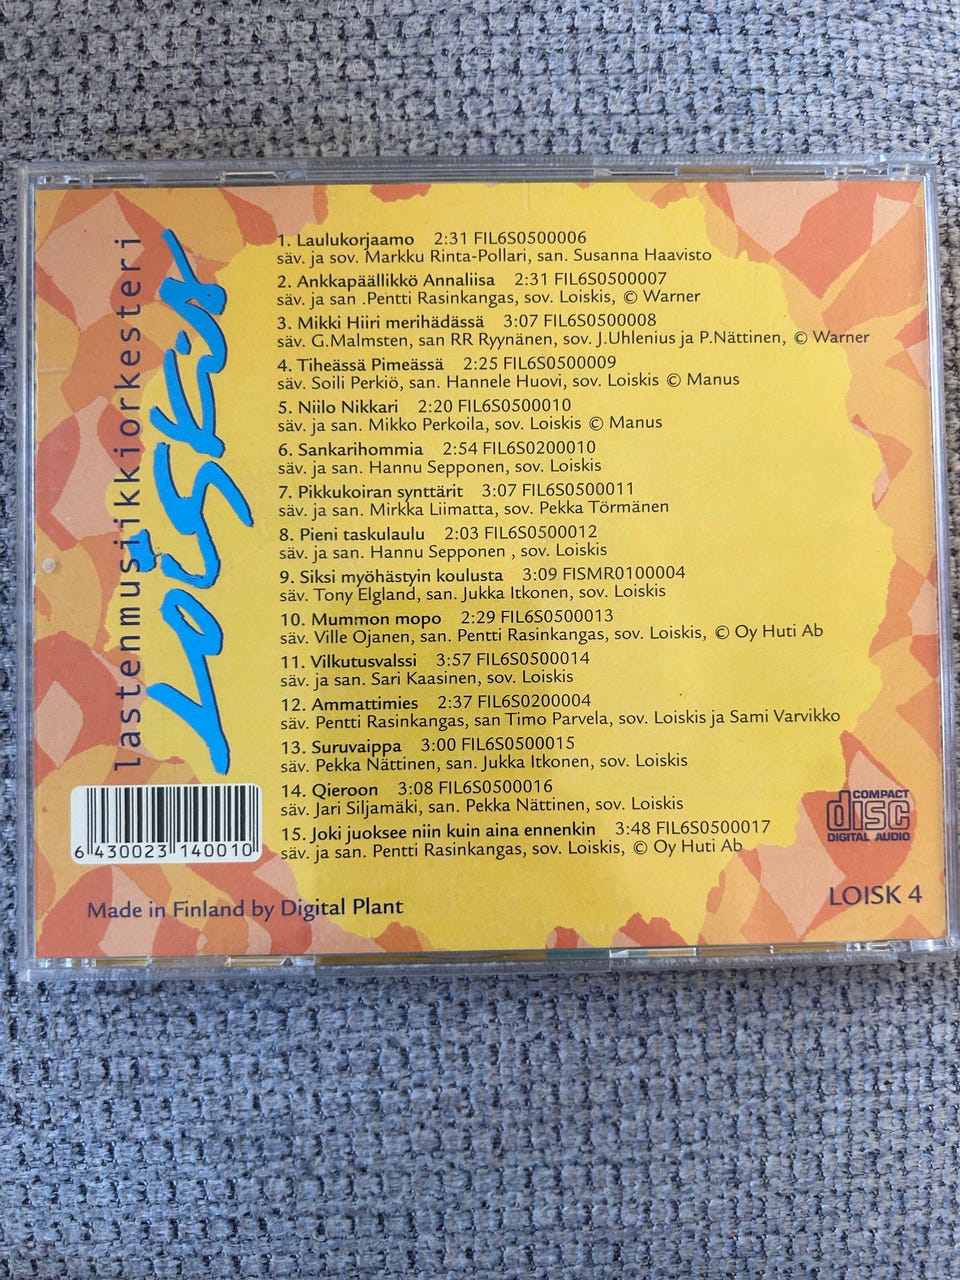 lastenmusiikkiorkesteri
LOiSKiS
1. Laulukorjaamo 2:31 FIL6S0500006
säv. ja sov. Markku Rinta-Pollari, san. Susanna Haavisto
2. Ankkapäällikkö Annaliisa 2:31 FIL6S0500007
säv. ja san .Pentti Rasinkangas, sov. Loiskis, © Warner
3. Mikki Hiiri merihädässä 3:07 FIL6S0500008
säv. G.Malmsten, san RR Ryynänen, sov. J.Uhlenius ja P.Nättinen, © Warner
4. Tiheässä Pimeässä 2:25 FIL6S0500009
säv. Soili Perkiö, san. Hannele Huovi, sov. Loiskis © Manus
5. Niilo Nikkari 2:20 FIL6S0500010
säv. ja san. Mikko Perkoila, sov. Loiskis © Manus
6. Sankarihommia 2:54 FIL6S0200010
säv. ja san. Hannu Sepponen, sov. Loiskis
7. Pikkukoiran synttärit 3:07 FIL6S0500011
säv. ja san. Mirkka Liimatta, sov. Pekka Törmänen
8. Pieni taskulaulu 2:03 FIL6S0500012
säv. ja san. Hannu Sepponen , sov. Loiskis
9. Siksi myöhästyin koulusta 3:09 FISMR0100004
säv. Tony Elgland, san. Jukka Itkonen, sov. Loiskis
10. Mummon mopo 2:29 FIL6S0500013
säv. Ville Ojanen, san. Pentti Rasinkangas, sov. Loiskis, © Oy Huti Ab
11. Vilkutusvalssi 3:57 FIL6S0500014
säv. ja san. Sari Kaasinen, sov. Loiskis
12. Ammattimies 2:37 FIL6S0200004
säv. Pentti Rasinkangas, san Timo Parvela, sov. Loiskis ja Sami Varvikko
13. Suruvaippa 3:00 FIL6S0500015
säv. Pekka Nättinen, san. Jukka Itkonen, sov. Loiskis
14. Qieroon 3:08 FIL6S0500016
säv. Jari Siljamäki, san. Pekka Nättinen, sov. Loiskis
15. Joki juoksee niin kuin aina ennenkin 3:48 FIL6S0500017
säv. ja san. Pentti Rasinkangas, sov. Loiskis, © Oy Huti Ab
6 430023 140010
COMPACT
disc
DIGITAL AUDIO
Made in Finland by Digital Plant
LOISK 4